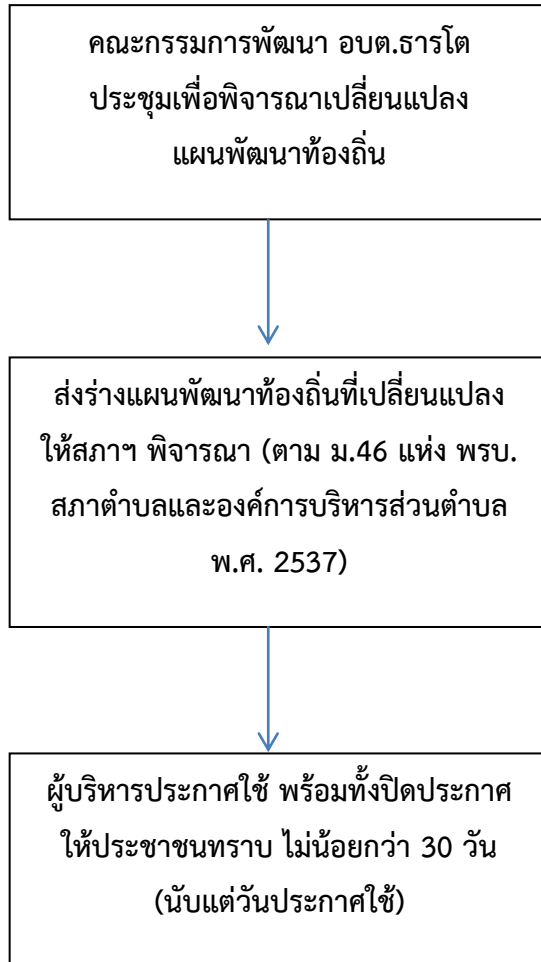 คณะกรรมการพัฒนา อบต.ธารโต
ประชุมเพื่อพิจารณาเปลี่ยนแปลง
แผนพัฒนาท้องถิ่น
ส่งร่างแผนพัฒนาท้องถิ่นที่เปลี่ยนแปลง
ให้สภาฯ พิจารณา (ตาม ม.46 แห่ง พรบ.
สภาตำบลและองค์การบริหารส่วนตำบล
พ.ศ. 2537)
ผู้บริหารประกาศใช้ พร้อมทั้งปิดประกาศ
ให้ประชาชนทราบ ไม่น้อยกว่า 30 วัน
(นับแต่วันประกาศใช้)